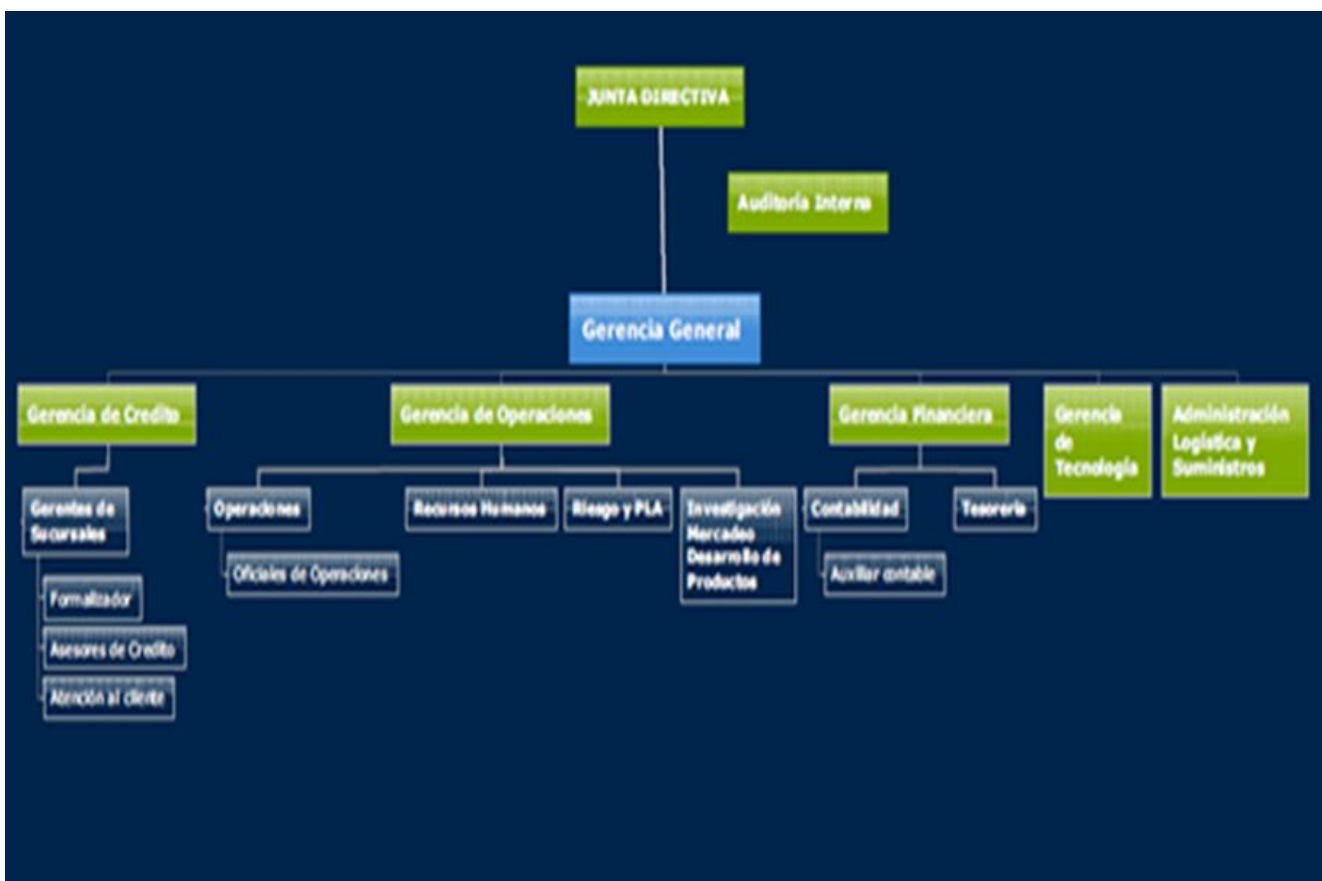 JUNTA DIRECTIVA
Auditoría Interna
Gerencia General
Gerencia de Credito
Gerencia de Operaciones
Gerencia Financiera
Gerencia
de
Tecnología
Administración
Logística y
Suministros
Gerentes de
Sucursales
Formalizador
Asesores de Credito
Atención al cliente
Operaciones
Oficiales de Operaciones
Recursos Humanos
Riesgo y PLA
Investigación
Mercadeo
Desarrollo de
Productos
Contabilidad
Auxiliar contable
Tesorería